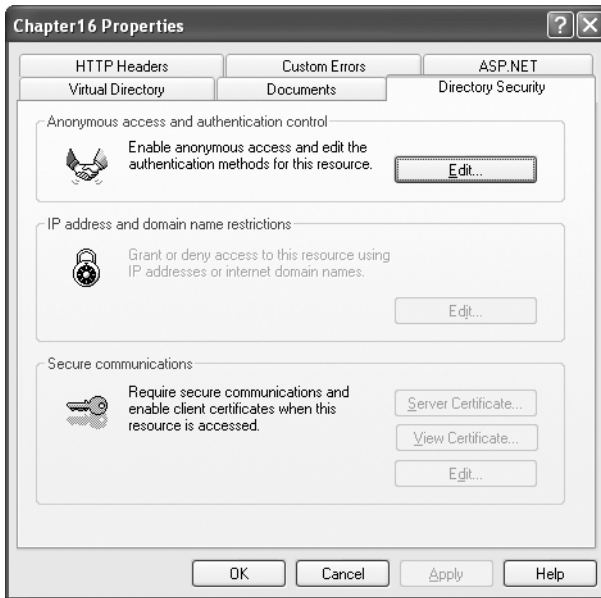 Chapter16 Properties
HTTP Headers
Custom Errors
ASP.NET
Virtual Directory
Documents
Directory Security
Anonymous access and authentication control
Enable anonymous access and edit the
authentication methods for this resource.
Edit...
IP address and domain name restrictions
Grant or deny access to this resource using
IP addresses or internet domain names.
Edit...
Secure communications
Require secure communications and
enable client certificates when this
resource is accessed.
Server Certificate...
View Certificate...
Edit...
OK
Cancel
Apply
Help